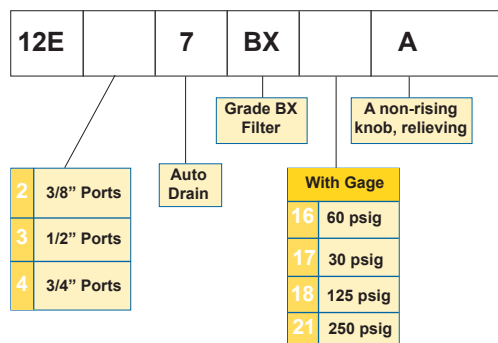 12E 7 BX A
Grade BX
Filter
A non-rising
knob, relieving
Auto
Drain
2 3/8” Ports
3 1/2” Ports
4 3/4” Ports
With Gage
16 60 psig
17 30 psig
18 125 psig
21 250 psig